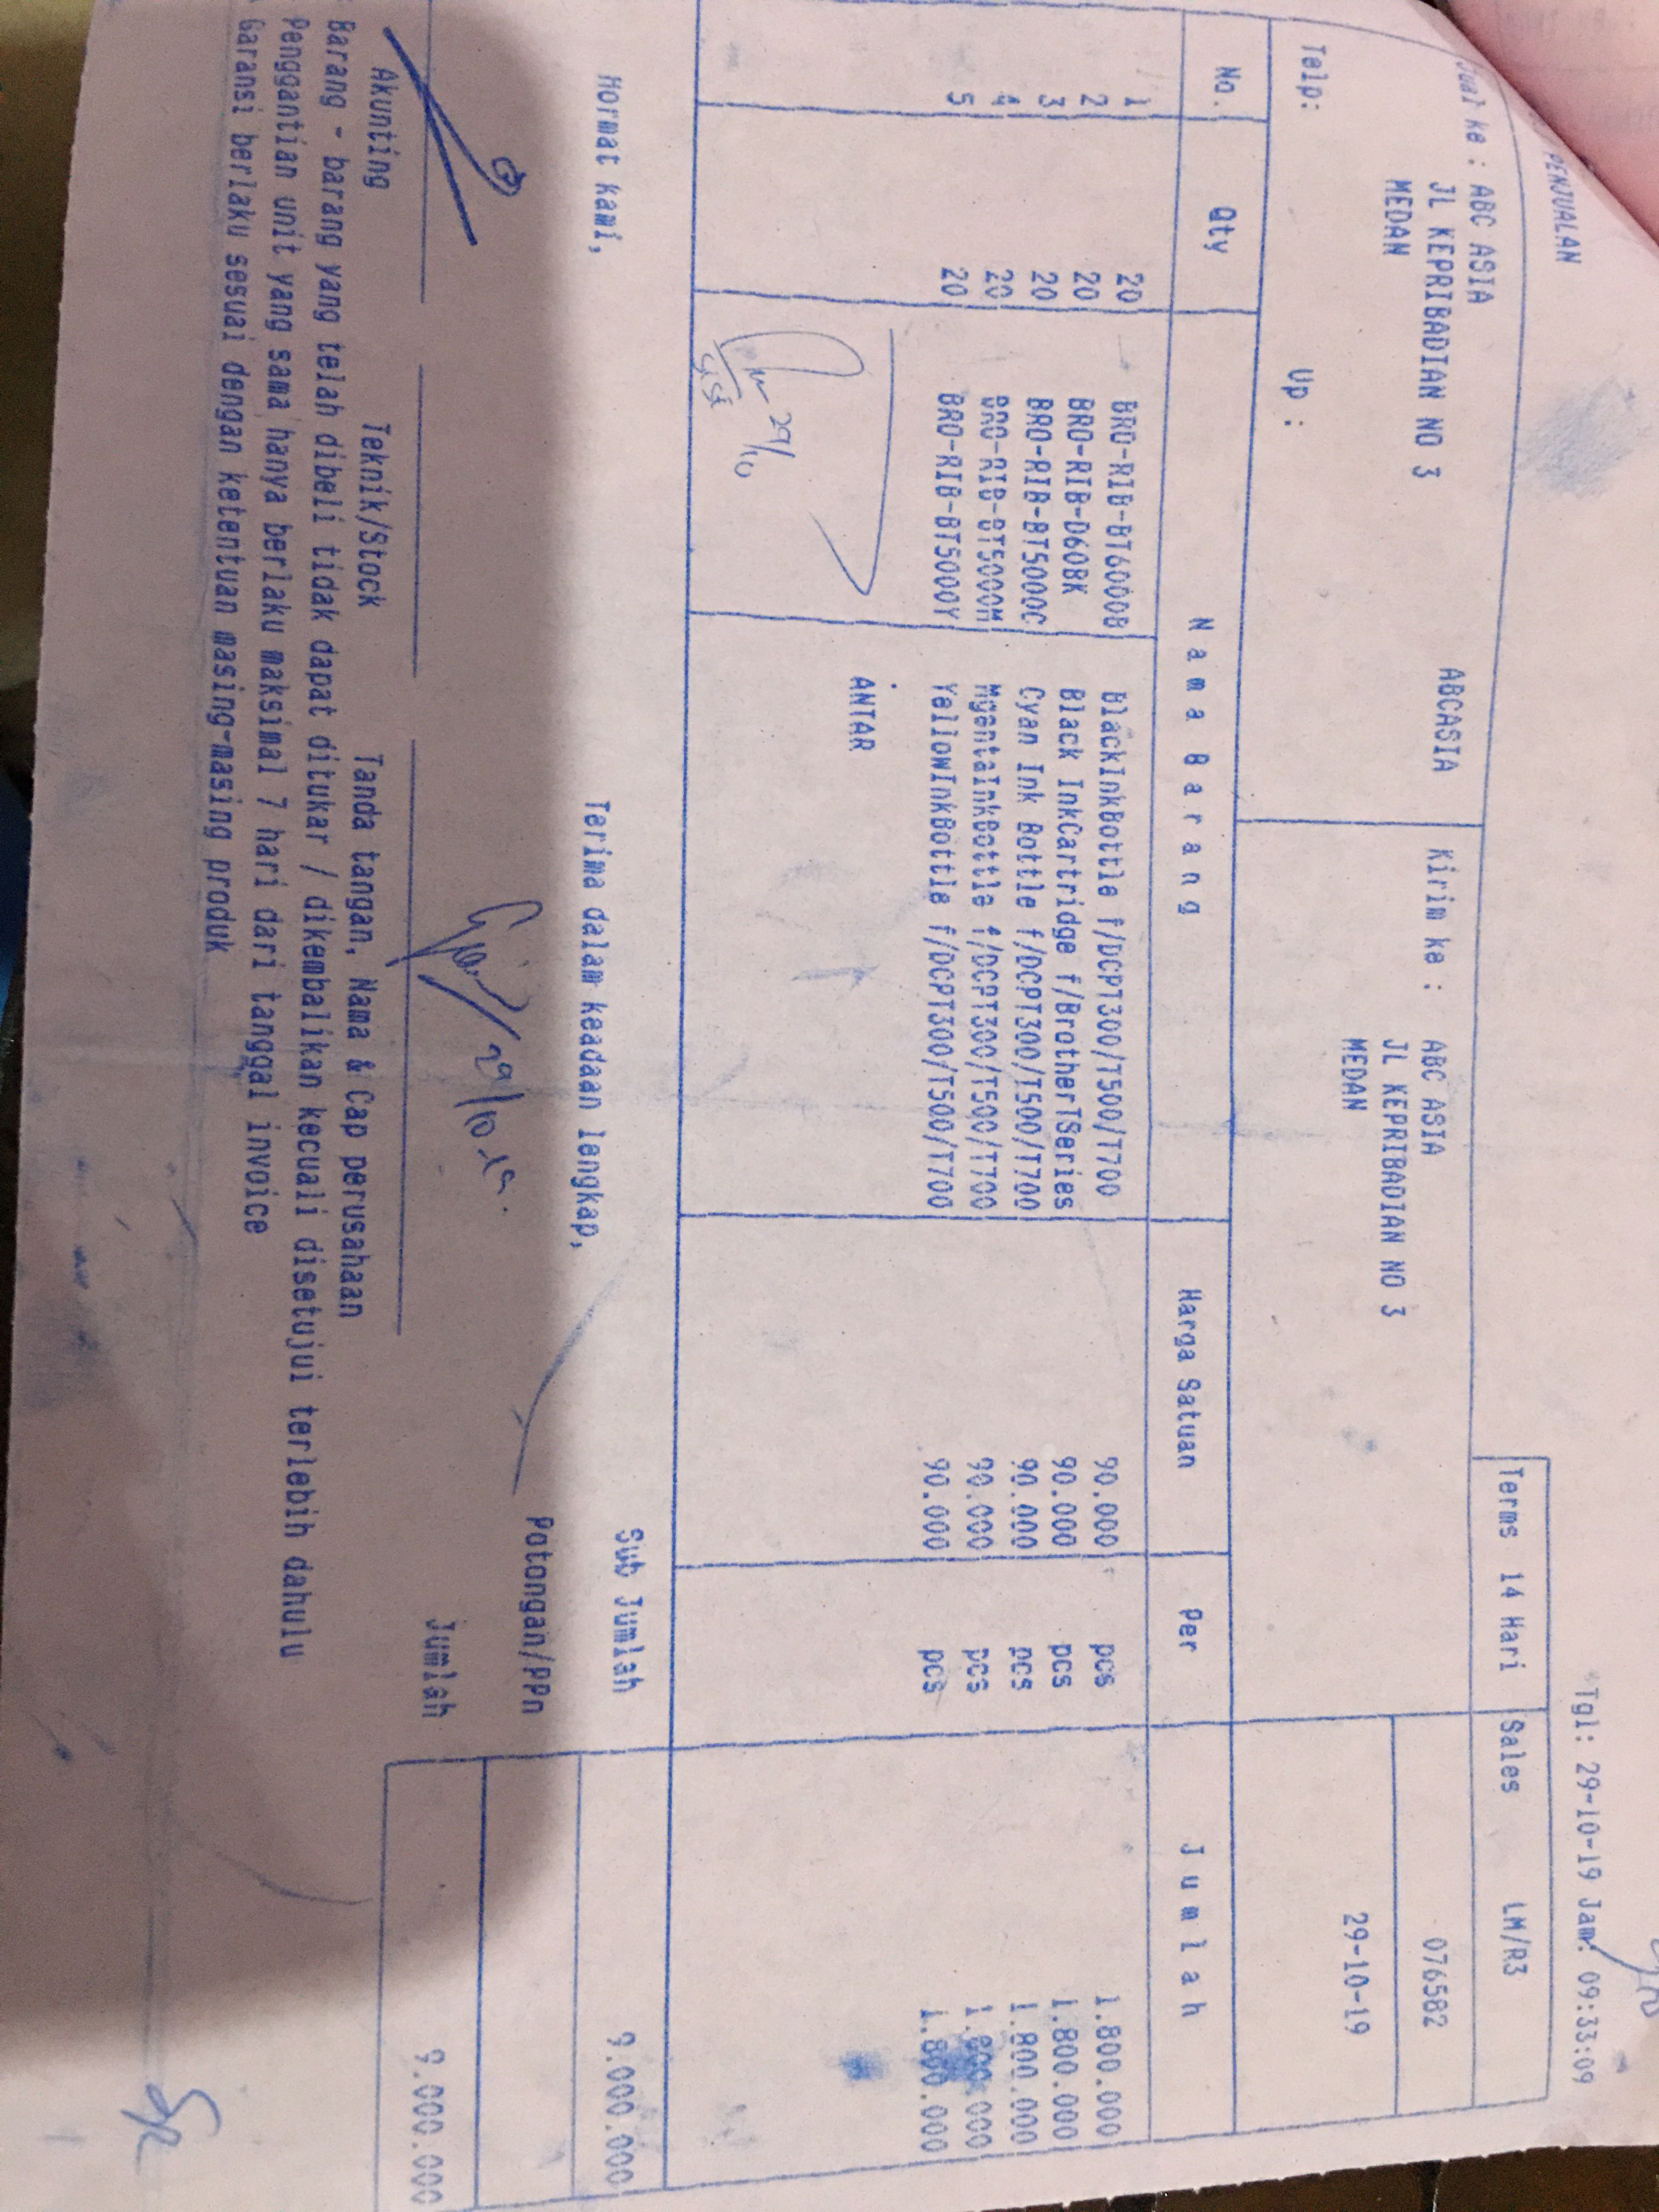 PENJUALAN
Tgl: 29-10-19 Jam: 09:33:09
Terms 14 Hari Sales LM/R3
Jual ke : ABC ASIA ABCASIA Kirim ke : ABC ASIA 076582
JL KEPRIBADIAN NO 3 JL KEPRIBADIAN NO 3
MEDAN MEDAN 29-10-19
Telp: Up :
No. Qty Nama Barang Harga Satuan Per Jumlah
1 20 BRO-RIB-BT6000B BlackInkBottle f/DCPT300/T500/T700 90.000 pcs 1.800.000
2 20 BRO-RIB-D60BK Black InkCartridge f/BrotherTSeries 90.000 pcs 1.800.000
3 20 BRO-RIB-BT5000C Cyan Ink Bottle f/DCPT300/T500/T700 90.000 pcs 1.800.000
4 20 BRO-RIB-BT5000M MgentaInkBottle f/DCPT300/T500/T700 90.000 pcs 1.800.000
5 20 BRO-RIB-BT5000Y YellowInkBottle f/DCPT300/T500/T700 90.000 pcs 1.800.000
ANTAR
29/10
Hormat kami, Terima dalam keadaan lengkap, Sub Jumlah 9.000.000
Potongan/PPn
29/10 19.
Jumlah 9.000.000
Akunting Teknik/Stock Tanda tangan, Nama & Cap perusahaan
Barang - barang yang telah dibeli tidak dapat ditukar / dikembalikan kecuali disetujui terlebih dahulu
Penggantian unit yang sama hanya berlaku maksimal 7 hari dari tanggal invoice
Garansi berlaku sesuai dengan ketentuan masing-masing produk